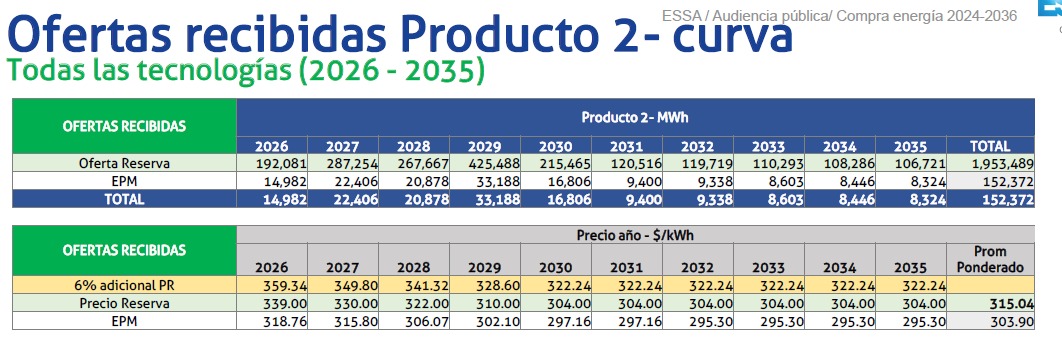 ESSA / Audiencia pública/ Compra energía 2024-2036
Ofertas recibidas Producto 2- curva
Todas las tecnologías (2026 - 2035)
OFERTAS RECIBIDAS Producto 2- MWh
2026 2027 2028 2029 2030 2031 2032 2033 2034 2035 TOTAL
Oferta Reserva 192,081 287,254 267,667 425,488 215,465 120,516 119,719 110,293 108,286 106,721 1,953,489
EPM 14,982 22,406 20,878 33,188 16,806 9,400 9,338 8,603 8,446 8,324 152,372
TOTAL 14,982 22,406 20,878 33,188 16,806 9,400 9,338 8,603 8,446 8,324 152,372
OFERTAS RECIBIDAS Precio año - $/kWh
2026 2027 2028 2029 2030 2031 2032 2033 2034 2035 Prom Ponderado
6% adicional PR 359.34 349.80 341.32 328.60 322.24 322.24 322.24 322.24 322.24 322.24
Precio Reserva 339.00 330.00 322.00 310.00 304.00 304.00 304.00 304.00 304.00 304.00 315.04
EPM 318.76 315.80 306.07 302.10 297.16 297.16 295.30 295.30 295.30 295.30 303.90